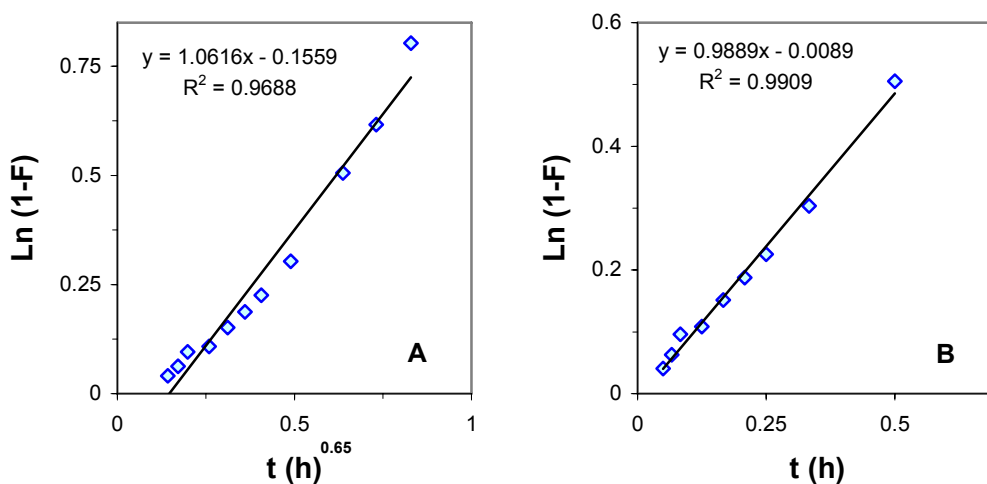 y = 1.0616x - 0.1559
R² = 0.9688
Ln (1-F)
0.75
0.5
0.25
0
0
0.5
1
t (h)^0.65
A
y = 0.9889x - 0.0089
R² = 0.9909
Ln (1-F)
0.6
0.4
0.2
0
0
0.25
0.5
t (h)
B